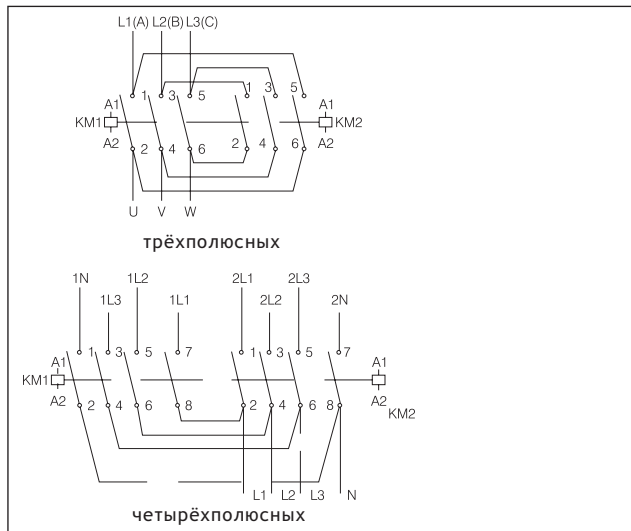 L1(A) L2(B) L3(C)
A1 1 3 5 1 3 5 A1
KM1 KM2
A2 2 4 6 2 4 6 A2
U V W
трёхполюсных
1N 1L2 2L1 2L3
1L3 1L1 2L2 2N
A1 1 3 5 7 1 3 5 7 A1
KM1
A2 2 4 6 8 2 4 6 8 A2
KM2
L1 L2 L3 N
четырёхполюсных